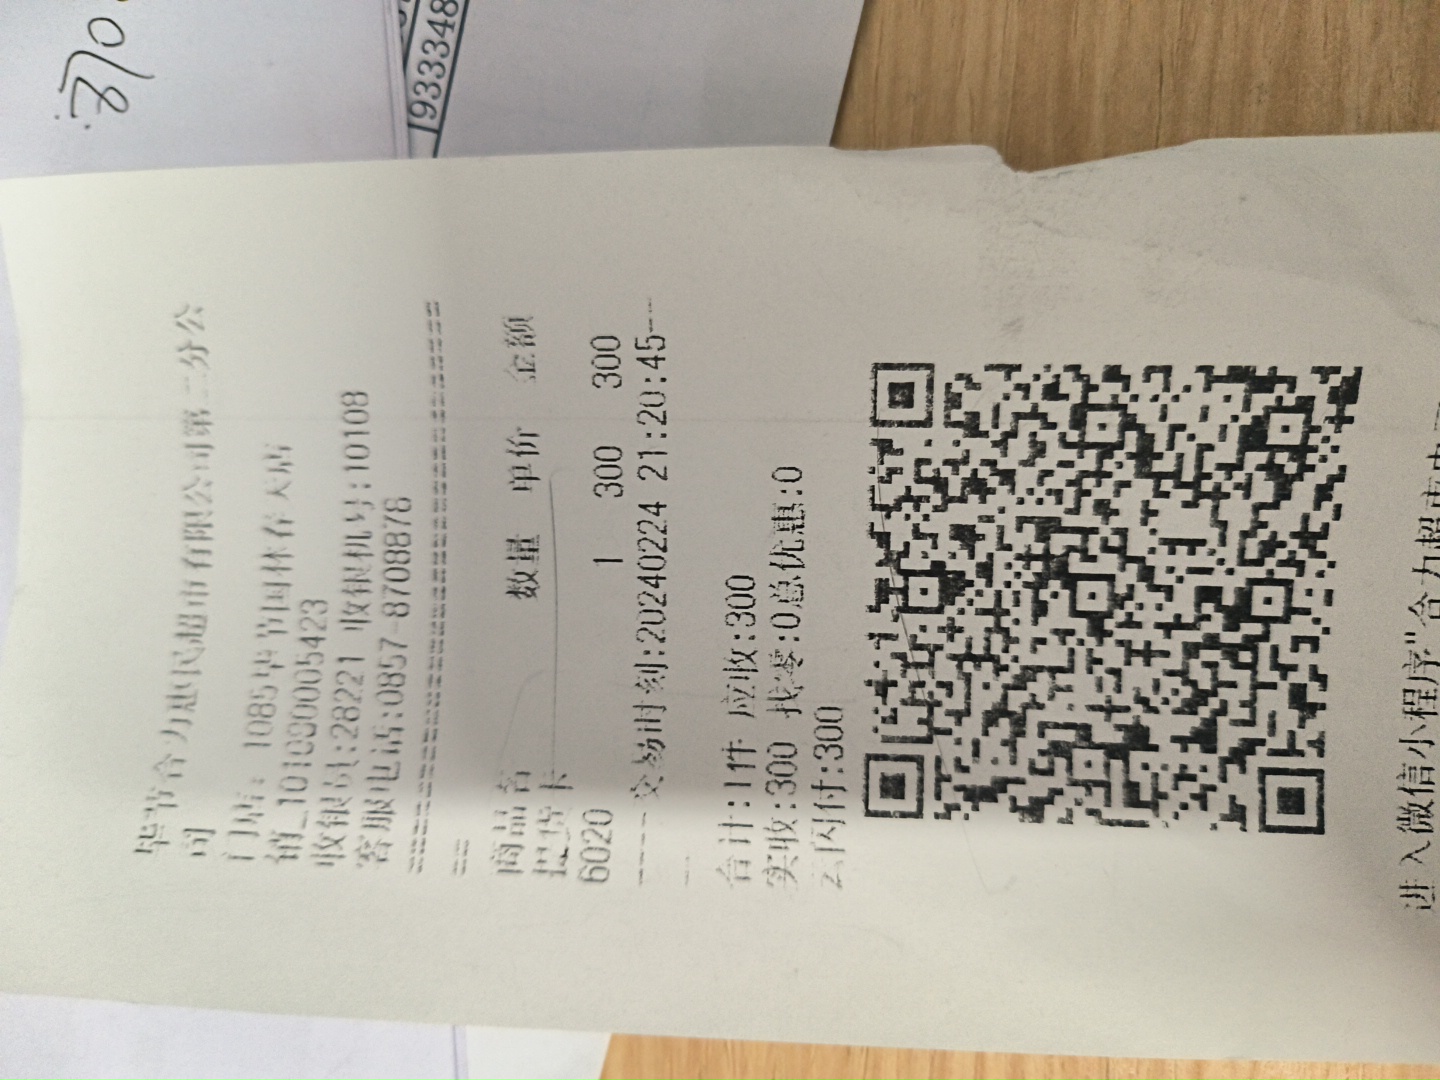 毕节合力惠民超市有限公司第二分公
司
门店: 1085毕节国林春天店
销_101090005423
收银员:28221 收银机号:10108
客服电话:0857-8708878
商品名 数量 单价 金额
提货卡
6020 1 300 300
----交易时刻:20240224 21:20:45---
--
合计:1件 应收:300
实收:300 找零:0总优惠:0
云闪付:300
进入微信小程序"合力超市
1933348